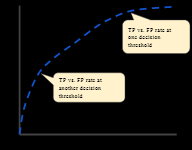 TP vs. FP rate at
one decision
threshold
TP vs. FP rate at
another decision
threshold